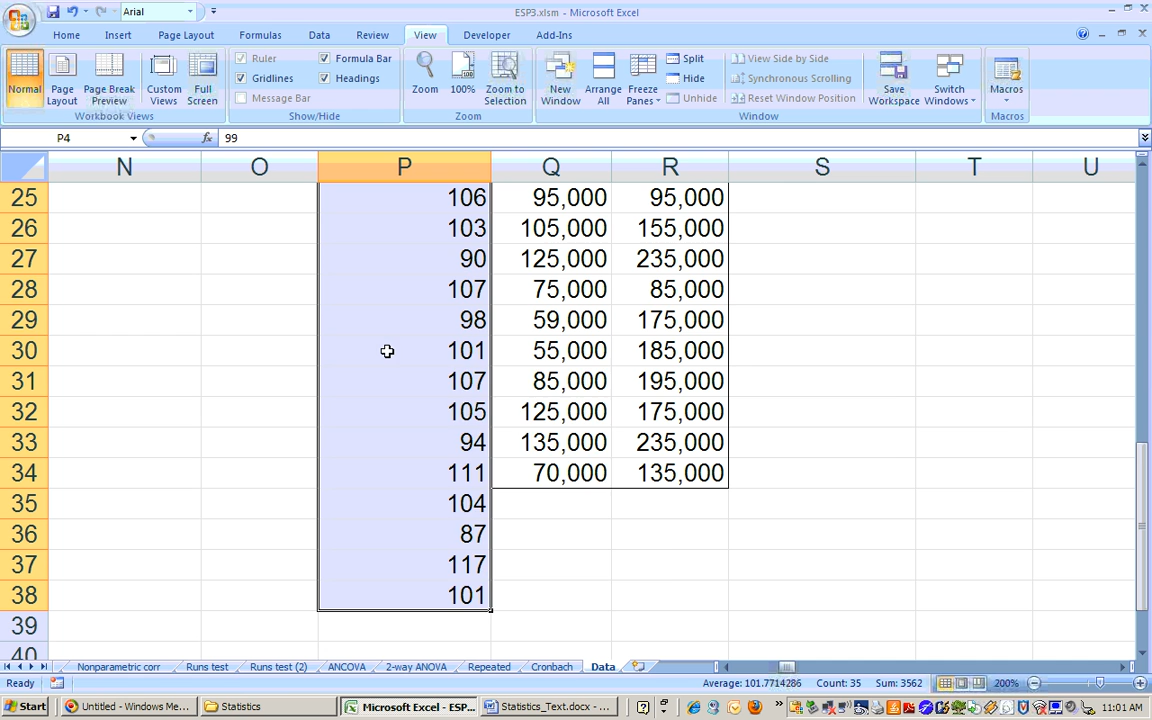 ESP3.xlsm - Microsoft Excel
Arial
Home Insert Page Layout Formulas Data Review View Developer Add-Ins
Normal Page Layout Page Break Preview Custom Views Full Screen
Workbook Views
Ruler Formula Bar
Gridlines Headings
Message Bar
Show/Hide
Zoom 100% Zoom to Selection
Zoom
New Window Arrange All Freeze Panes
Split View Side by Side
Hide Synchronous Scrolling
Unhide Reset Window Position
Save Workspace Switch Windows
Window
Macros
Macros
P4 fx 99
N O P Q R S T U
25 106 95,000 95,000
26 103 105,000 155,000
27 90 125,000 235,000
28 107 75,000 85,000
29 98 59,000 175,000
30 101 55,000 185,000
31 107 85,000 195,000
32 105 125,000 175,000
33 94 135,000 235,000
34 111 70,000 135,000
35 104
36 87
37 117
38 101
39
40
Nonparametric corr Runs test Runs test (2) ANCOVA 2-way ANOVA Repeated Cronbach Data
Ready Average: 101.7714286 Count: 35 Sum: 3562 200%
Start Untitled - Windows Me... Statistics Microsoft Excel - ESP... Statistics_Text.docx - ... 11:01 AM